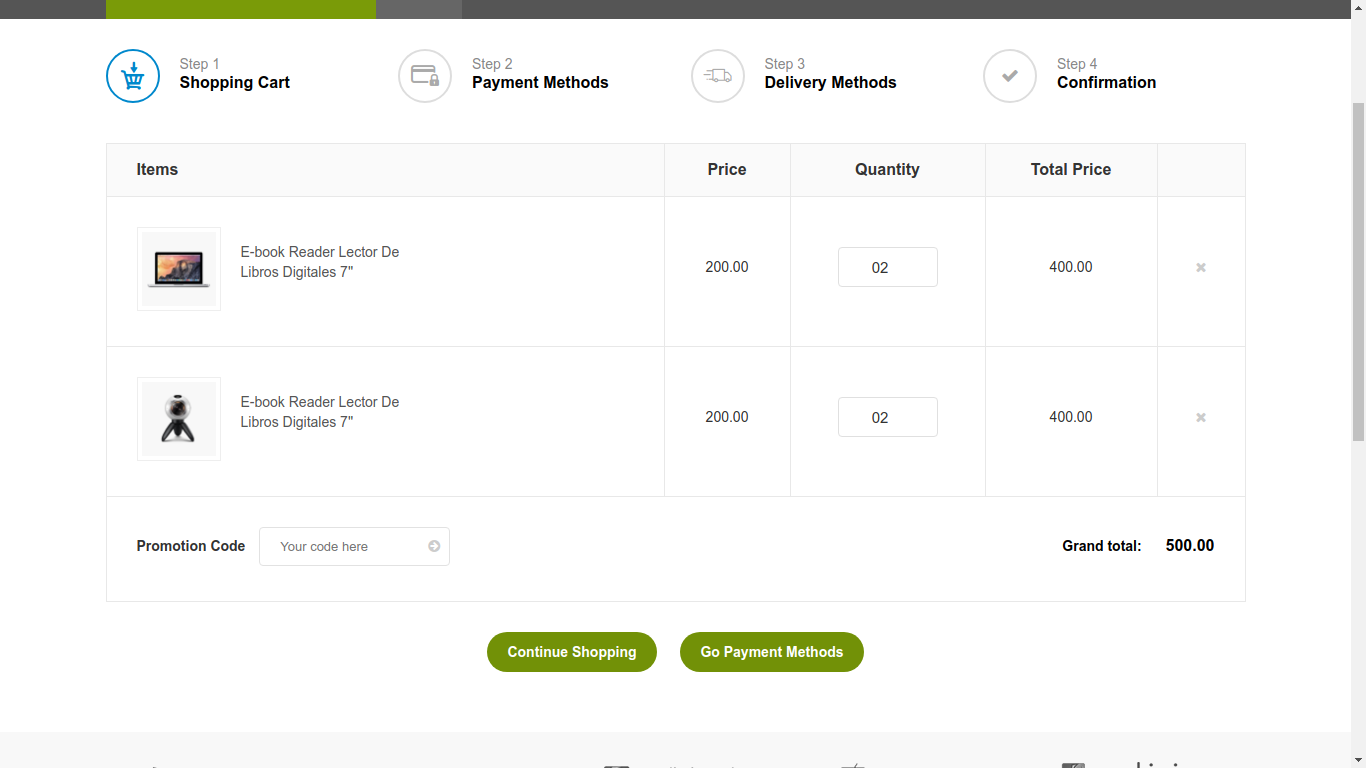 Step 1
Shopping Cart
Step 2
Payment Methods
Step 3
Delivery Methods
Step 4
Confirmation
Items Price Quantity Total Price
E-book Reader Lector De
Libros Digitales 7"
200.00 02 400.00
E-book Reader Lector De
Libros Digitales 7"
200.00 02 400.00
Promotion Code Your code here Grand total: 500.00
Continue Shopping Go Payment Methods